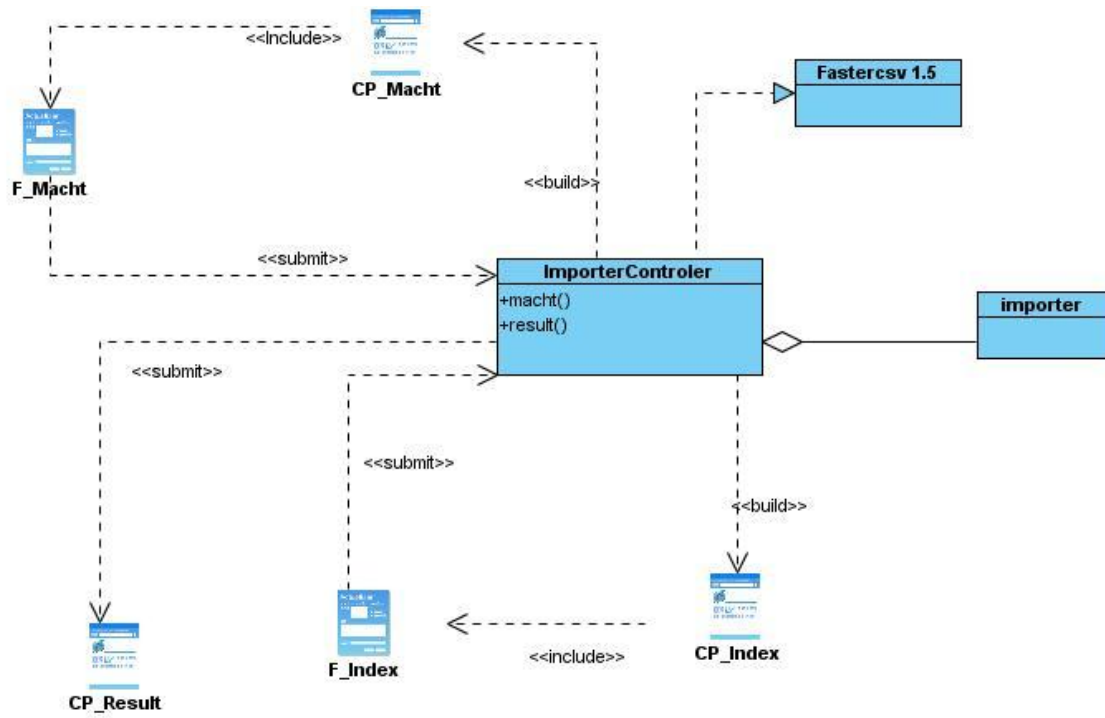 <<Include>>
CP_Macht
Fastercsv 1.5
F_Macht
<<build>>
<<submit>>
ImporterControler
+macht()
+result()
importer
<<submit>>
<<submit>>
<<build>>
CP_Index
<<include>>
F_Index
CP_Result